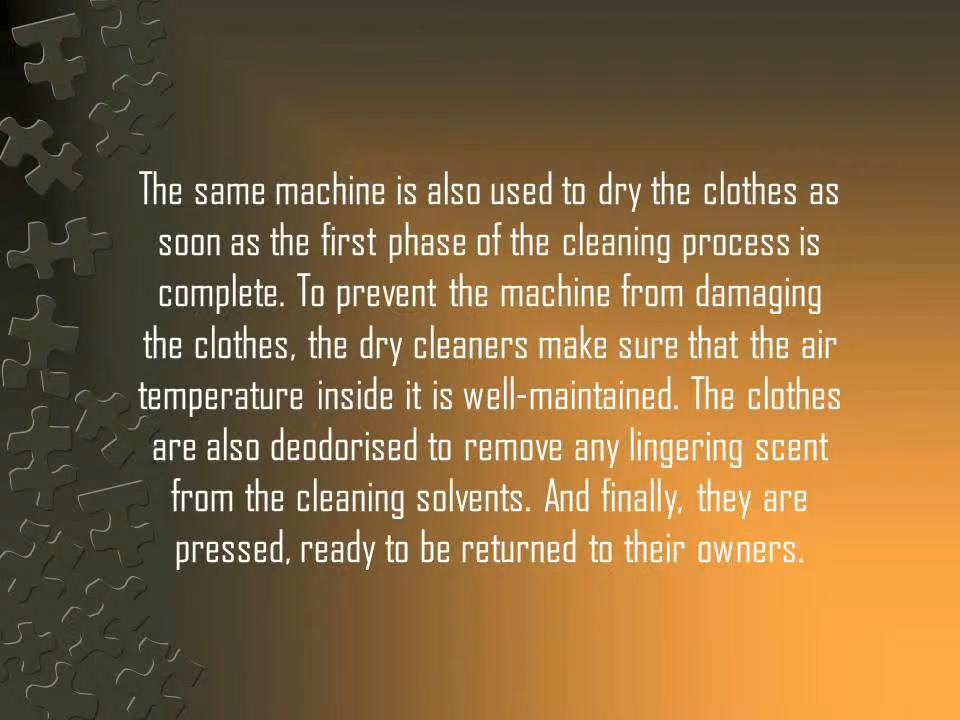 The same machine is also used to dry the clothes as
soon as the first phase of the cleaning process is
complete. To prevent the machine from damaging
the clothes, the dry cleaners make sure that the air
temperature inside it is well-maintained. The clothes
are also deodorised to remove any lingering scent
from the cleaning solvents. And finally, they are
pressed, ready to be returned to their owners.